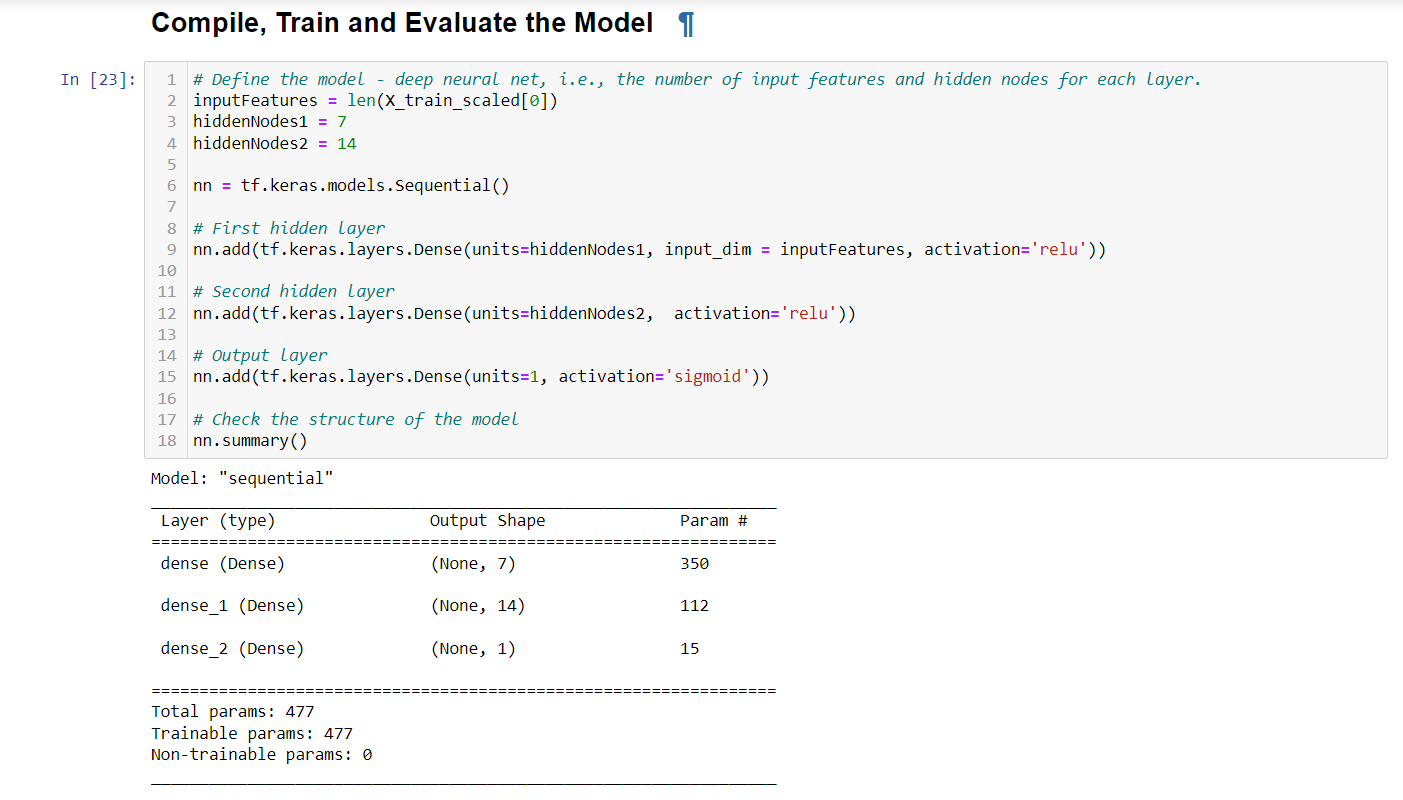 Compile, Train and Evaluate the Model ¶
In [23]:
1 # Define the model - deep neural net, i.e., the number of input features and hidden nodes for each layer.
2 inputFeatures = len(X_train_scaled[0])
3 hiddenNodes1 = 7
4 hiddenNodes2 = 14
5
6 nn = tf.keras.models.Sequential()
7
8 # First hidden layer
9 nn.add(tf.keras.layers.Dense(units=hiddenNodes1, input_dim = inputFeatures, activation='relu'))
10
11 # Second hidden layer
12 nn.add(tf.keras.layers.Dense(units=hiddenNodes2,  activation='relu'))
13
14 # Output layer
15 nn.add(tf.keras.layers.Dense(units=1, activation='sigmoid'))
16
17 # Check the structure of the model
18 nn.summary()
Model: "sequential"
_________________________________________________________________
Layer (type) Output Shape Param #
=================================================================
dense (Dense) (None, 7) 350
dense_1 (Dense) (None, 14) 112
dense_2 (Dense) (None, 1) 15
=================================================================
Total params: 477
Trainable params: 477
Non-trainable params: 0
_________________________________________________________________